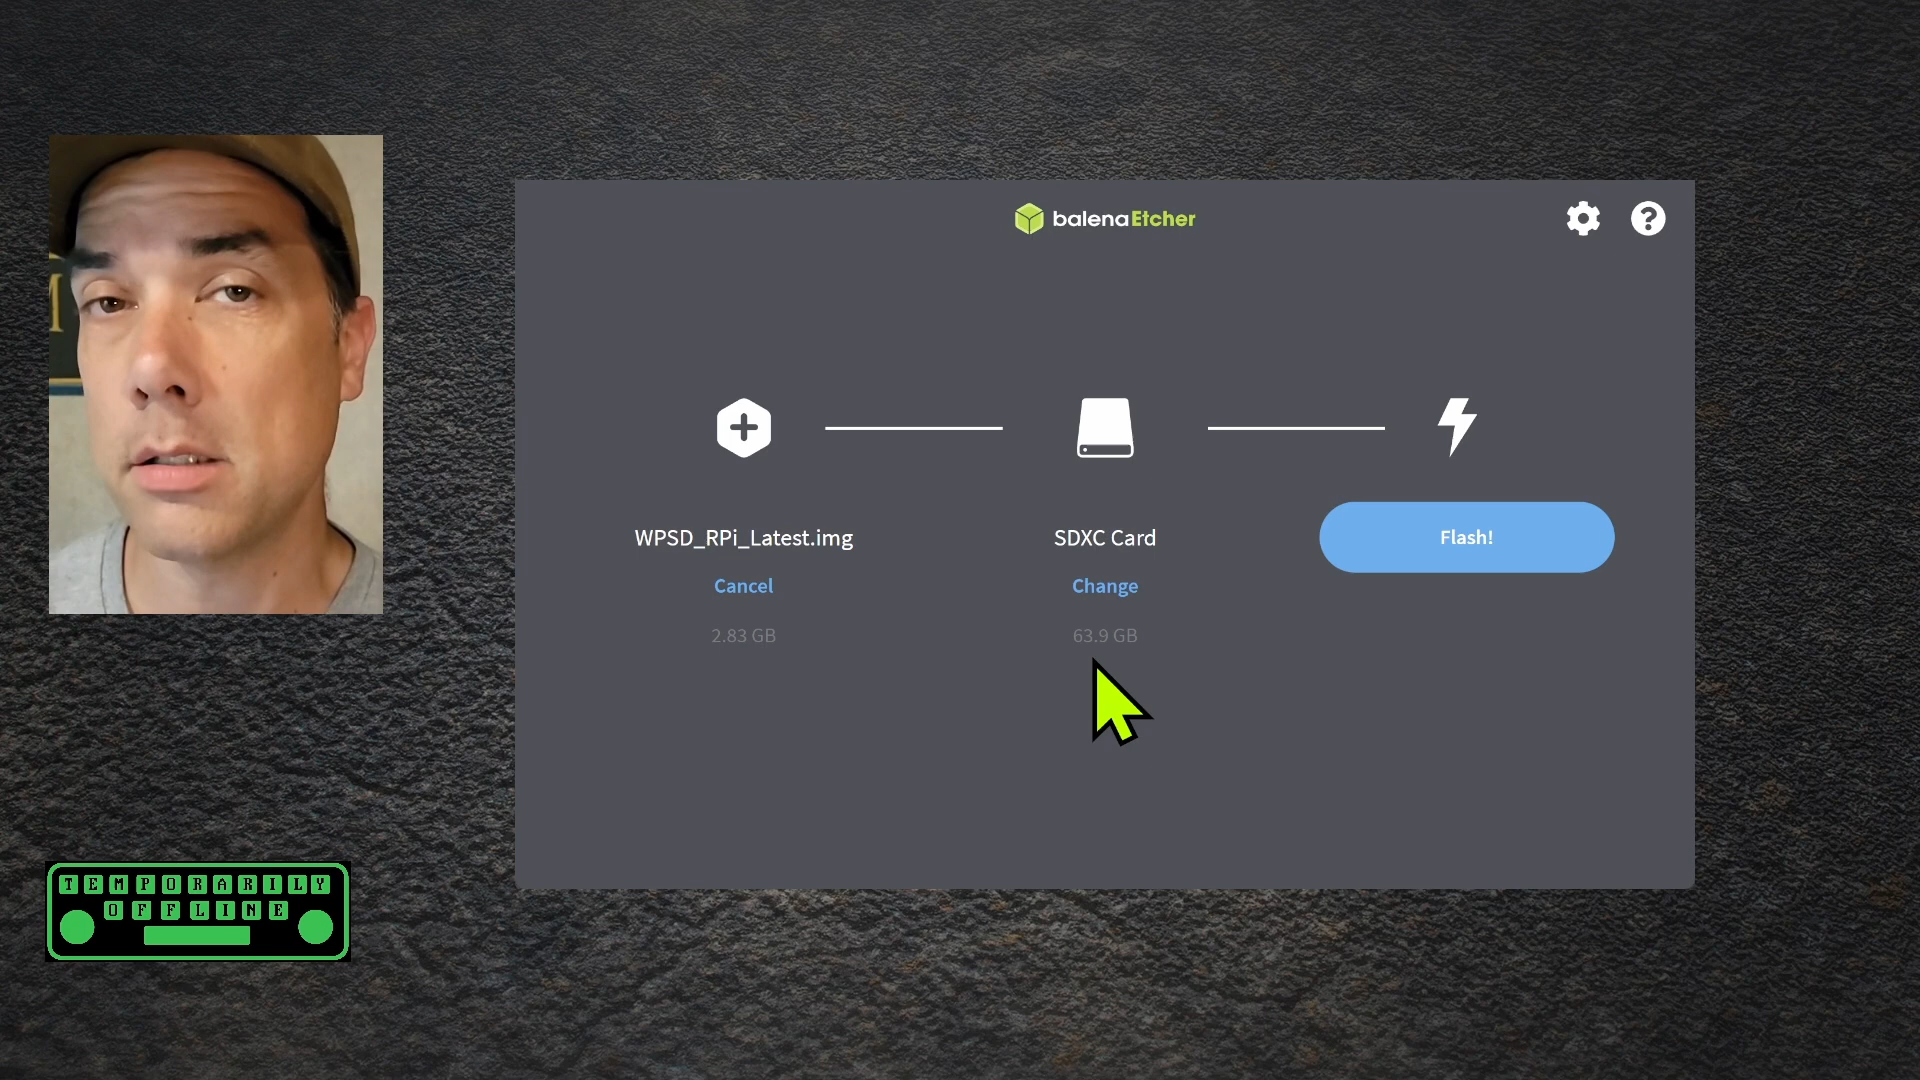 balenaEtcher
WPSD_RPi_Latest.img
SDXC Card
Flash!
Cancel
Change
2.83 GB
63.9 GB
TEMPORARILY
OFFLINE